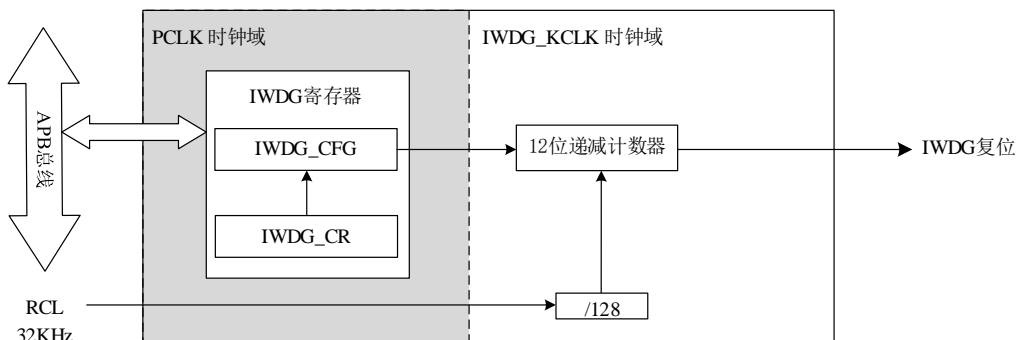 PCLK 时钟域
IWDG_KCLK 时钟域
IWDG寄存器
APB总线
IWDG_CFG
12位递减计数器
IWDG复位
IWDG_CR
RCL
32KHz
/128